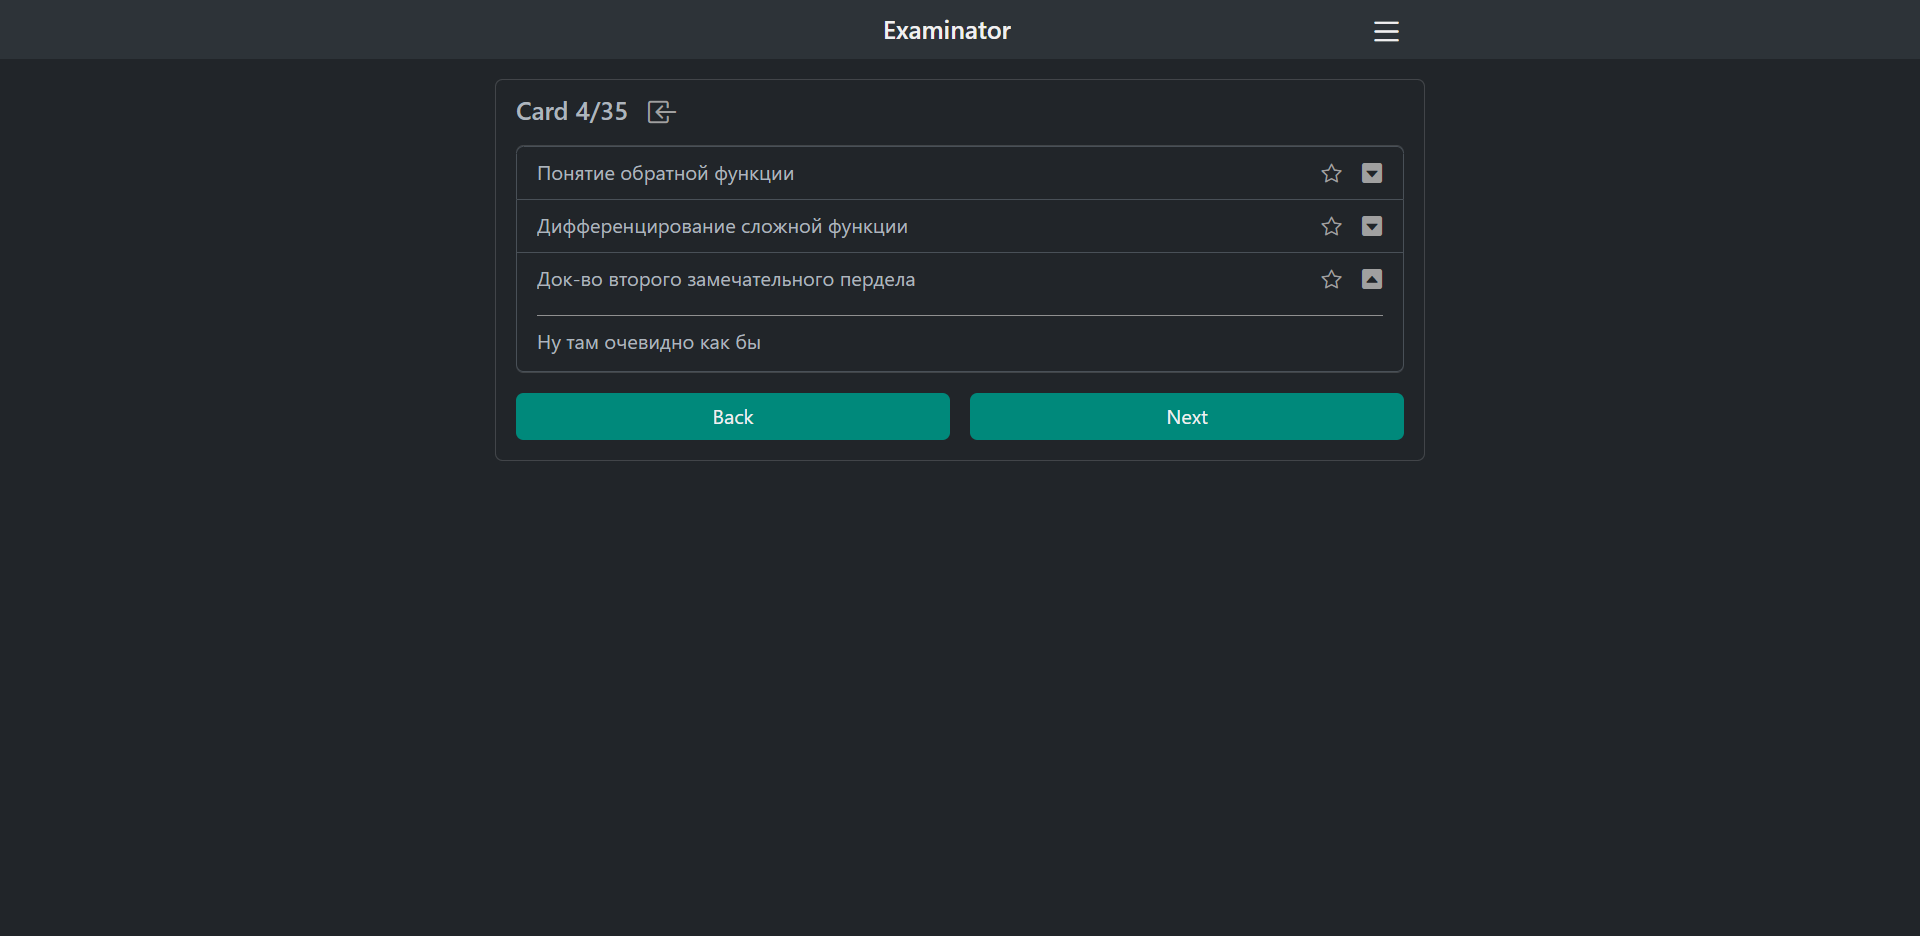 Examinator
Card 4/35
Понятие обратной функции
Дифференцирование сложной функции
Док-во второго замечательного пердела
Ну там очевидно как бы
Back
Next